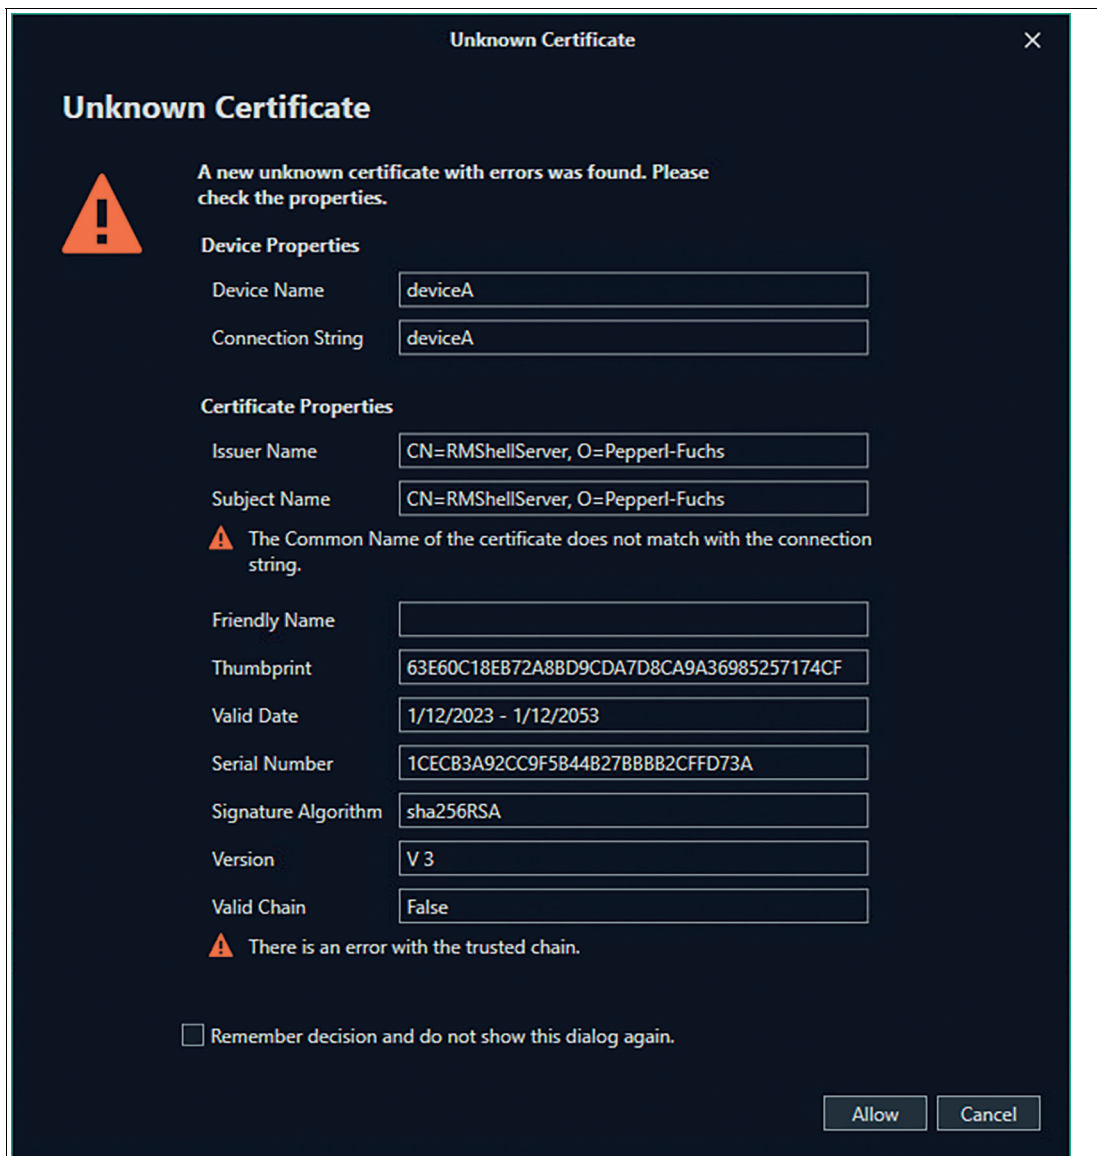 Unknown Certificate
Unknown Certificate
A new unknown certificate with errors was found. Please
check the properties.
Device Properties
Device Name deviceA
Connection String deviceA
Certificate Properties
Issuer Name CN=RMShellServer, O=Pepperl-Fuchs
Subject Name CN=RMShellServer, O=Pepperl-Fuchs
The Common Name of the certificate does not match with the connection
string.
Friendly Name
Thumbprint 63E60C18EB72A8BD9CDA7D8CA9A36985257174CF
Valid Date 1/12/2023 - 1/12/2053
Serial Number 1CECB3A92CC9F5B44B27BBBB2CFFD73A
Signature Algorithm sha256RSA
Version V 3
Valid Chain False
There is an error with the trusted chain.
Remember decision and do not show this dialog again.
Allow Cancel